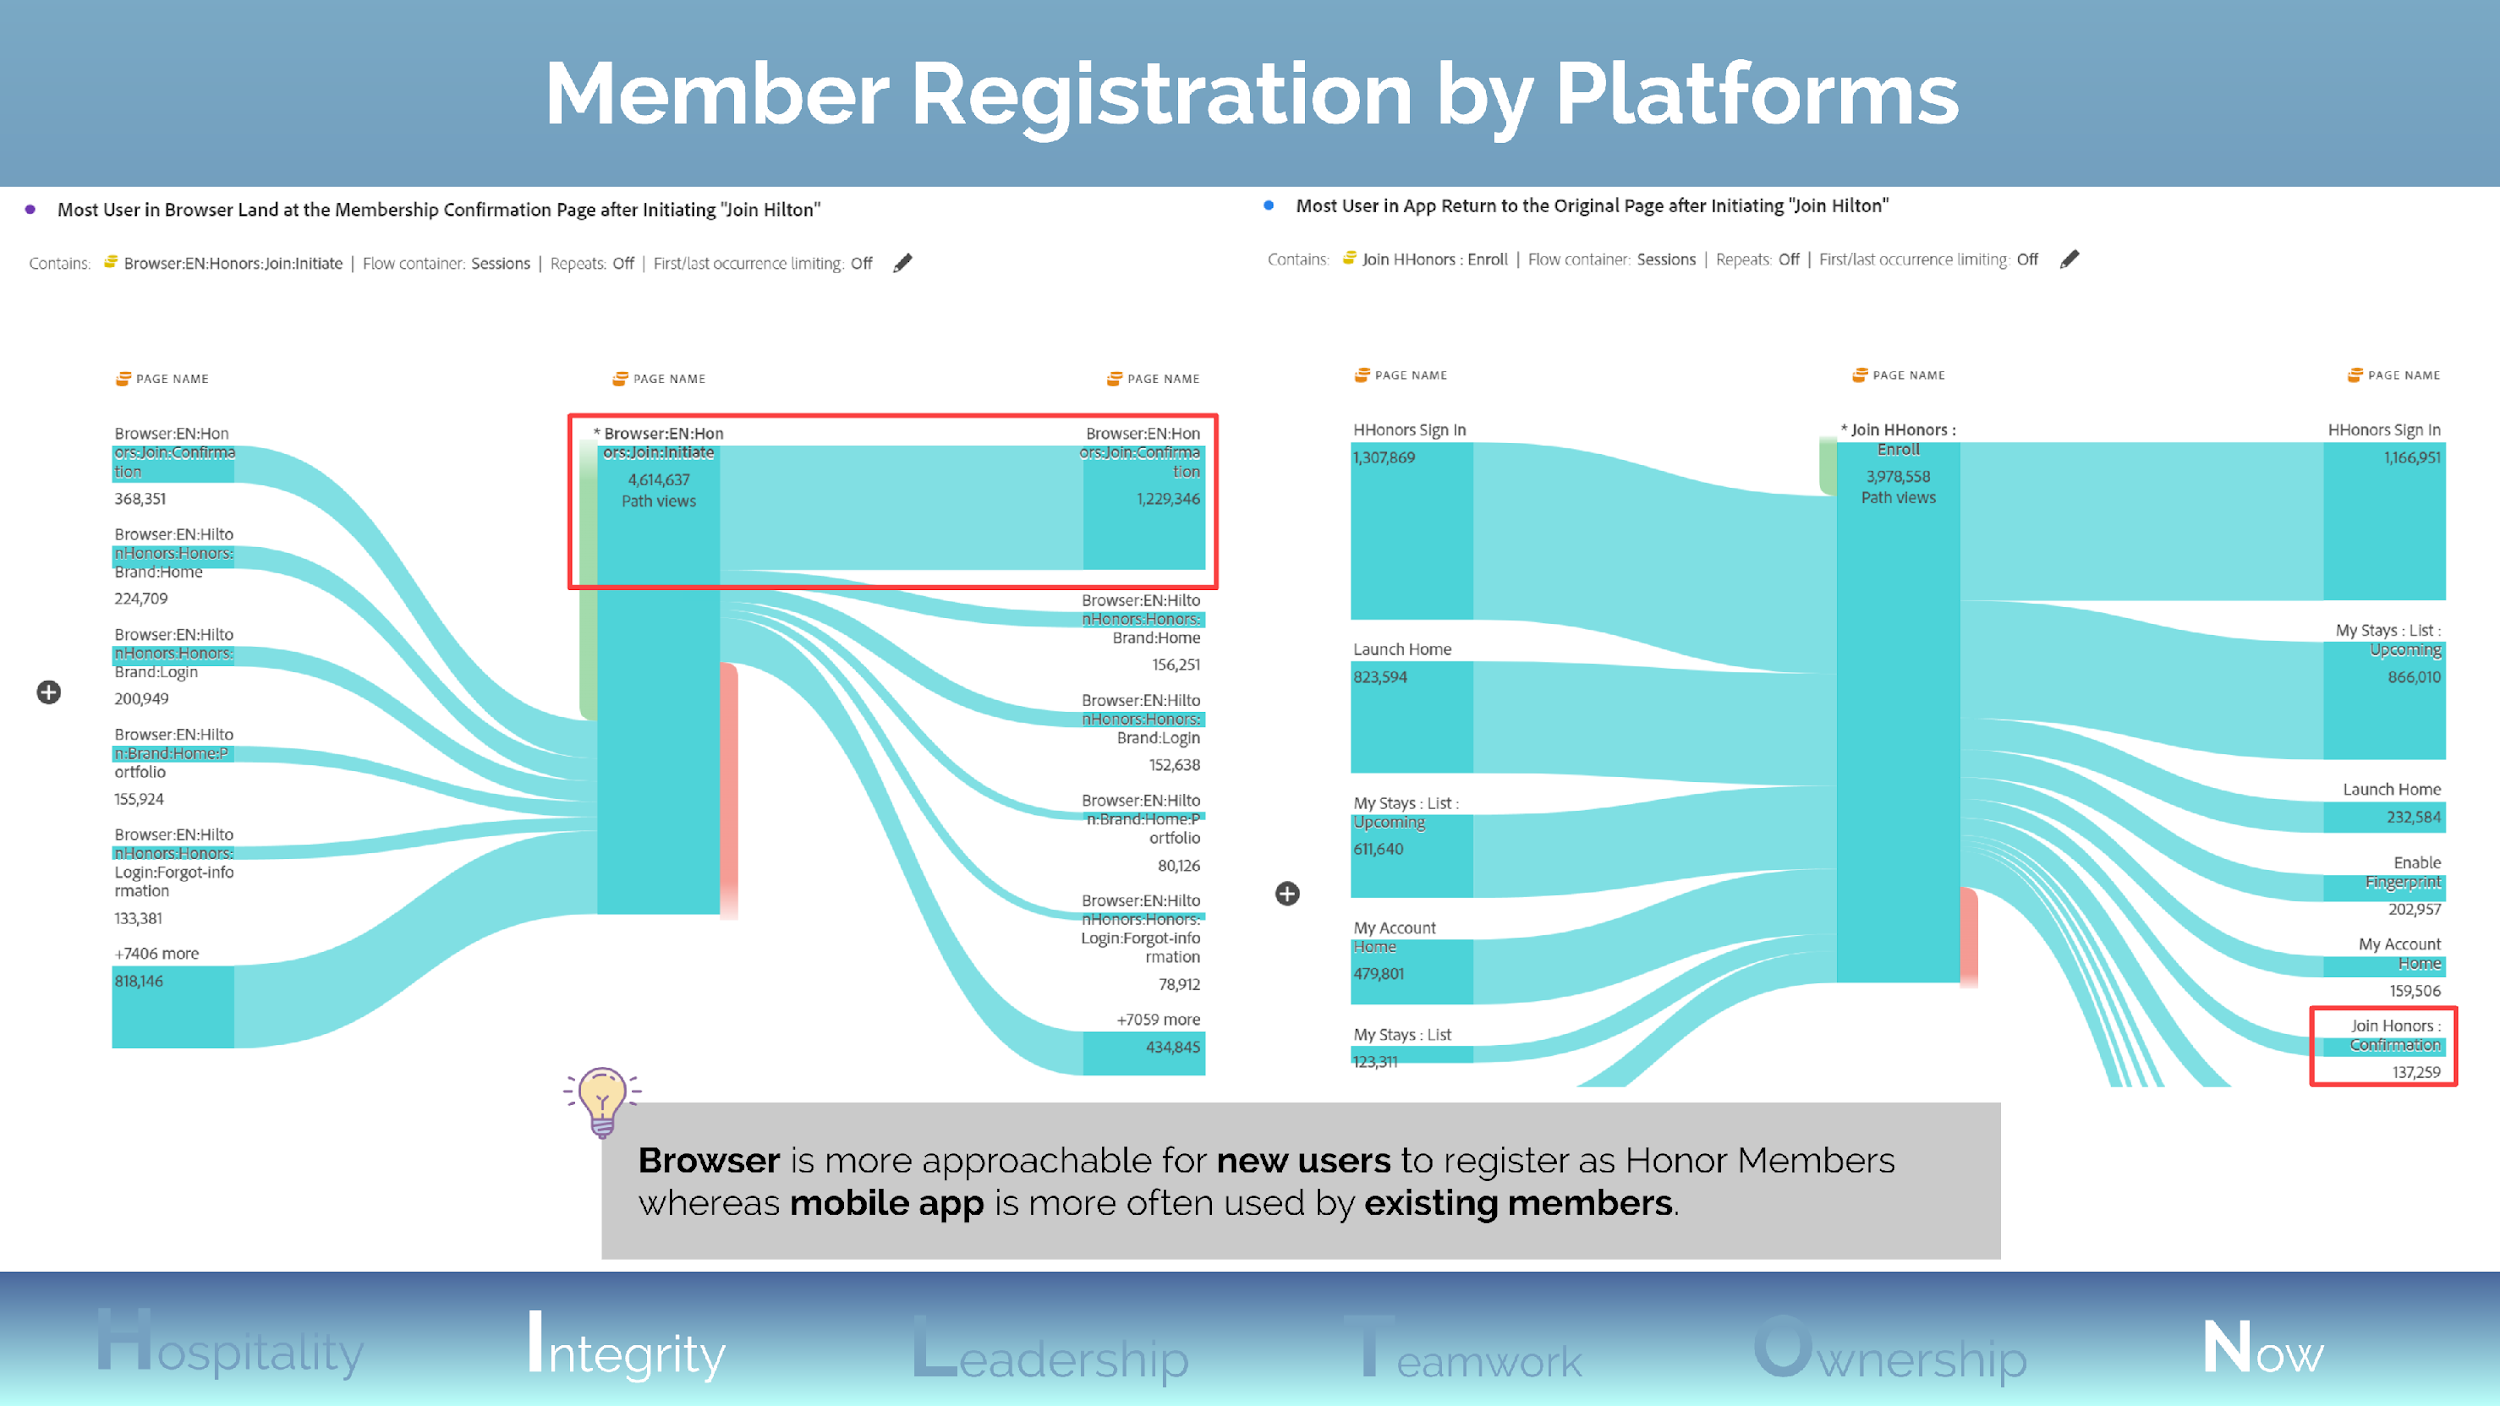 Member Registration by Platforms
Most User in Browser Land at the Membership Confirmation Page after Initiating "Join Hilton"
Contains: Browser:EN:Honors:Join:Initiate | Flow container: Sessions | Repeats: Off | First/last occurrence limiting: Off
PAGE NAME
PAGE NAME
PAGE NAME
Browser:EN:Hon
ors:Join:Confirma
tion
368,351
Browser:EN:Hilto
nHonors:Honors:
Brand:Home
224,709
Browser:EN:Hilto
nHonors:Honors:
Brand:Login
200,949
Browser:EN:Hilto
n:Brand:Home:P
ortfolio
155,924
Browser:EN:Hilto
nHonors:Honors:
Login:Forgot-info
rmation
133,381
+7406 more
818,146
* Browser:EN:Hon
ors:Join:Initiate
4,614,637
Path views
Browser:EN:Hon
ors:Join:Confirma
tion
1,229,346
Browser:EN:Hilto
nHonors:Honors:
Brand:Home
156,251
Browser:EN:Hilto
nHonors:Honors:
Brand:Login
152,638
Browser:EN:Hilto
n:Brand:Home:P
ortfolio
80,126
Browser:EN:Hilto
nHonors:Honors:
Login:Forgot-info
rmation
78,912
+7059 more
434,845
Most User in App Return to the Original Page after Initiating "Join Hilton"
Contains: Join HHonors : Enroll | Flow container: Sessions | Repeats: Off | First/last occurrence limiting: Off
PAGE NAME
PAGE NAME
PAGE NAME
HHonors Sign In
1,307,869
Launch Home
823,594
My Stays : List :
Upcoming
611,640
My Account
Home
479,801
My Stays : List
123,311
* Join HHonors :
Enroll
3,978,558
Path views
HHonors Sign In
1,166,951
My Stays : List :
Upcoming
866,010
Launch Home
232,584
Enable
Fingerprint
202,957
My Account
Home
159,506
Join Honors :
Confirmation
137,259
Browser is more approachable for new users to register as Honor Members
whereas mobile app is more often used by existing members.
Hospitality Integrity Leadership Teamwork Ownership Now